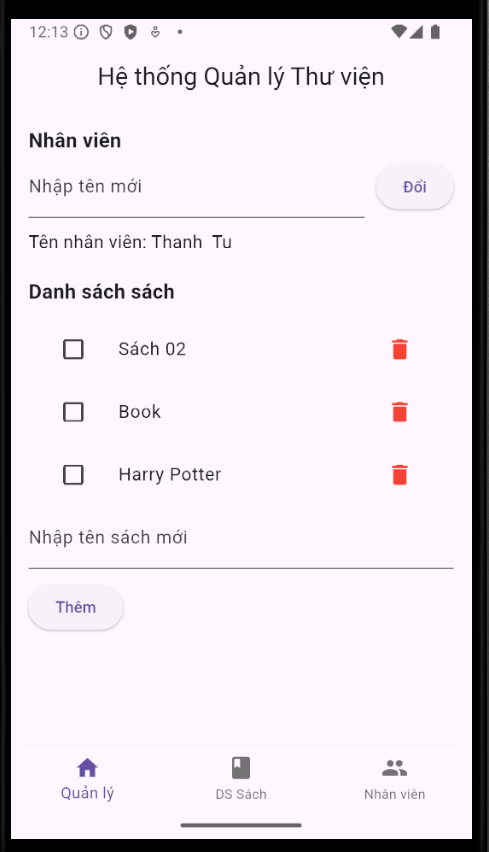 12:13
Hệ thống Quản lý Thư viện
Nhân viên
Nhập tên mới
Đổi
Tên nhân viên: Thanh  Tu
Danh sách sách
Sách 02
Book
Harry Potter
Nhập tên sách mới
Thêm
Quản lý
DS Sách
Nhân viên